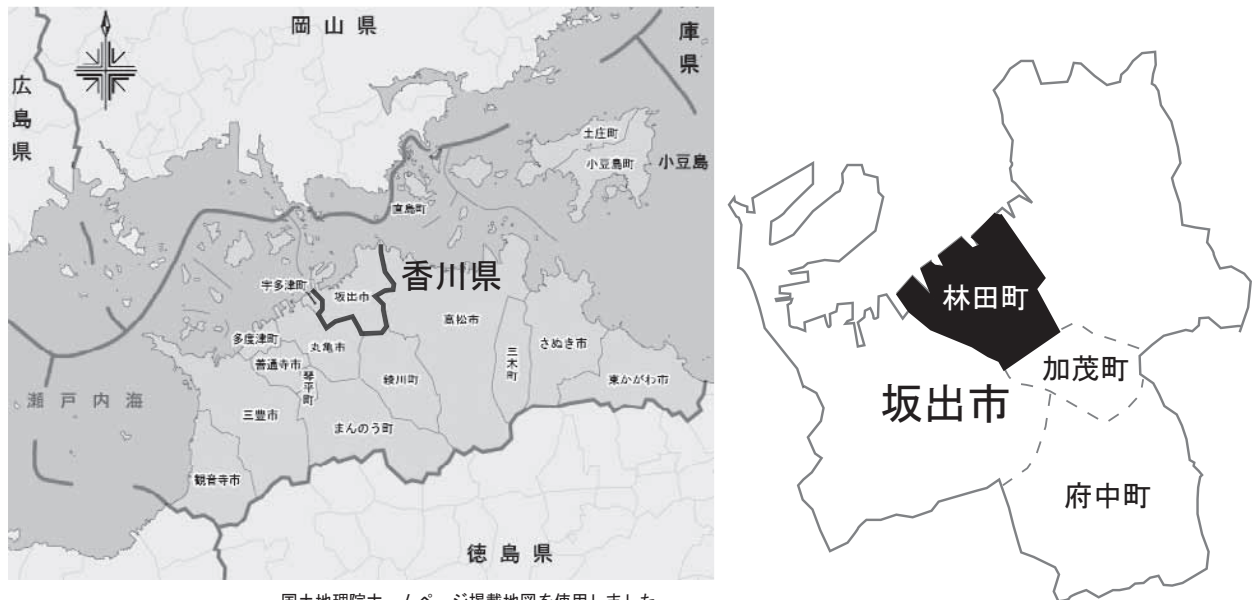 岡山県
庫県
広島県
土庄町
小豆島町
小豆島
直島町
香川県
宇多津町
坂出市
高松市
多度津町
丸亀市
さぬき市
善通寺市
琴平町
三木町
綾川町
東かがわ市
瀬戸内海
三豊市
まんのう町
観音寺市
徳島県
国土地理院ホームページ掲載地図を使用しました
林田町
加茂町
坂出市
府中町